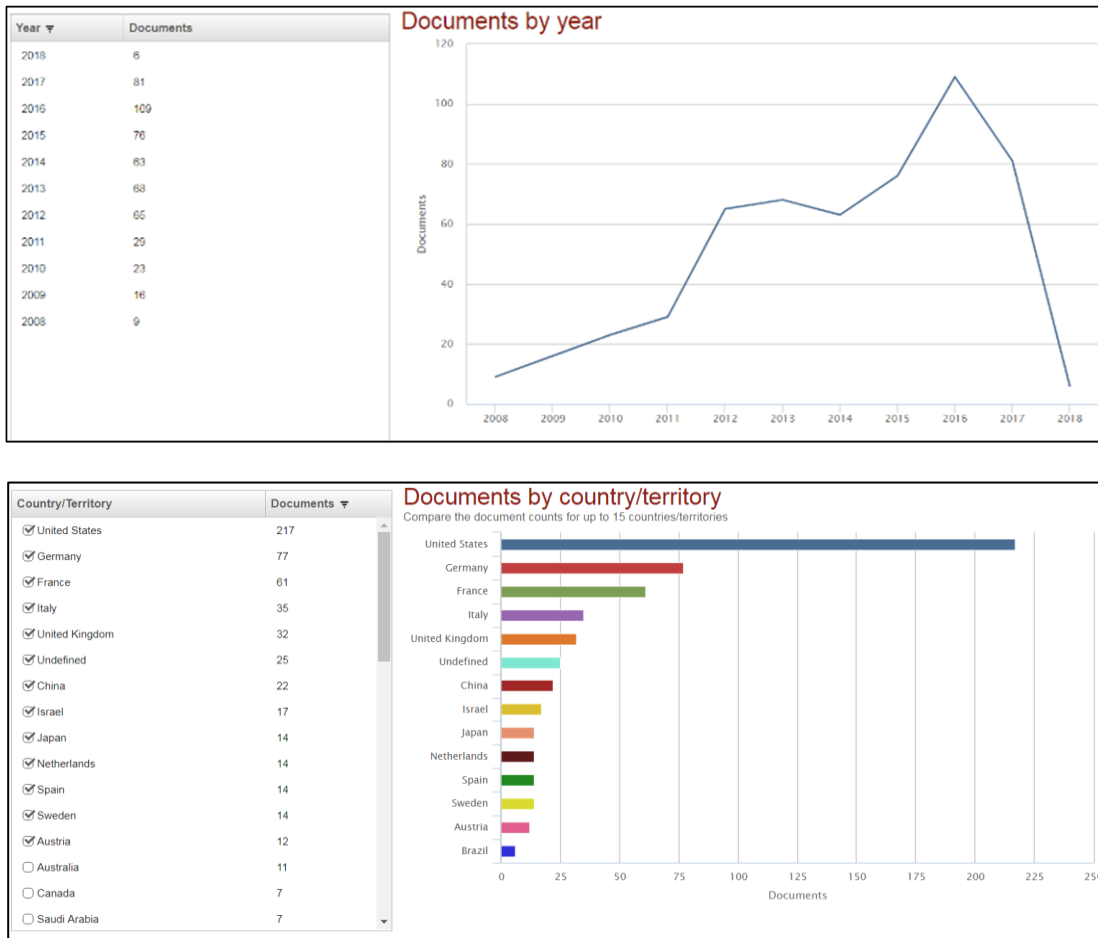 Year Documents
2018 6
2017 81
2016 109
2015 76
2014 63
2013 68
2012 65
2011 29
2010 23
2009 16
2008 9
Documents by year
120
100
80
60
40
20
0
Documents
2008 2009 2010 2011 2012 2013 2014 2015 2016 2017 2018
Country/Territory Documents
United States 217
Germany 77
France 61
Italy 35
United Kingdom 32
Undefined 25
China 22
Israel 17
Japan 14
Netherlands 14
Spain 14
Sweden 14
Austria 12
Australia 11
Canada 7
Saudi Arabia 7
Documents by country/territory
Compare the document counts for up to 15 countries/territories
United States
Germany
France
Italy
United Kingdom
Undefined
China
Israel
Japan
Netherlands
Spain
Sweden
Austria
Brazil
0 25 50 75 100 125 150 175 200 225 250
Documents